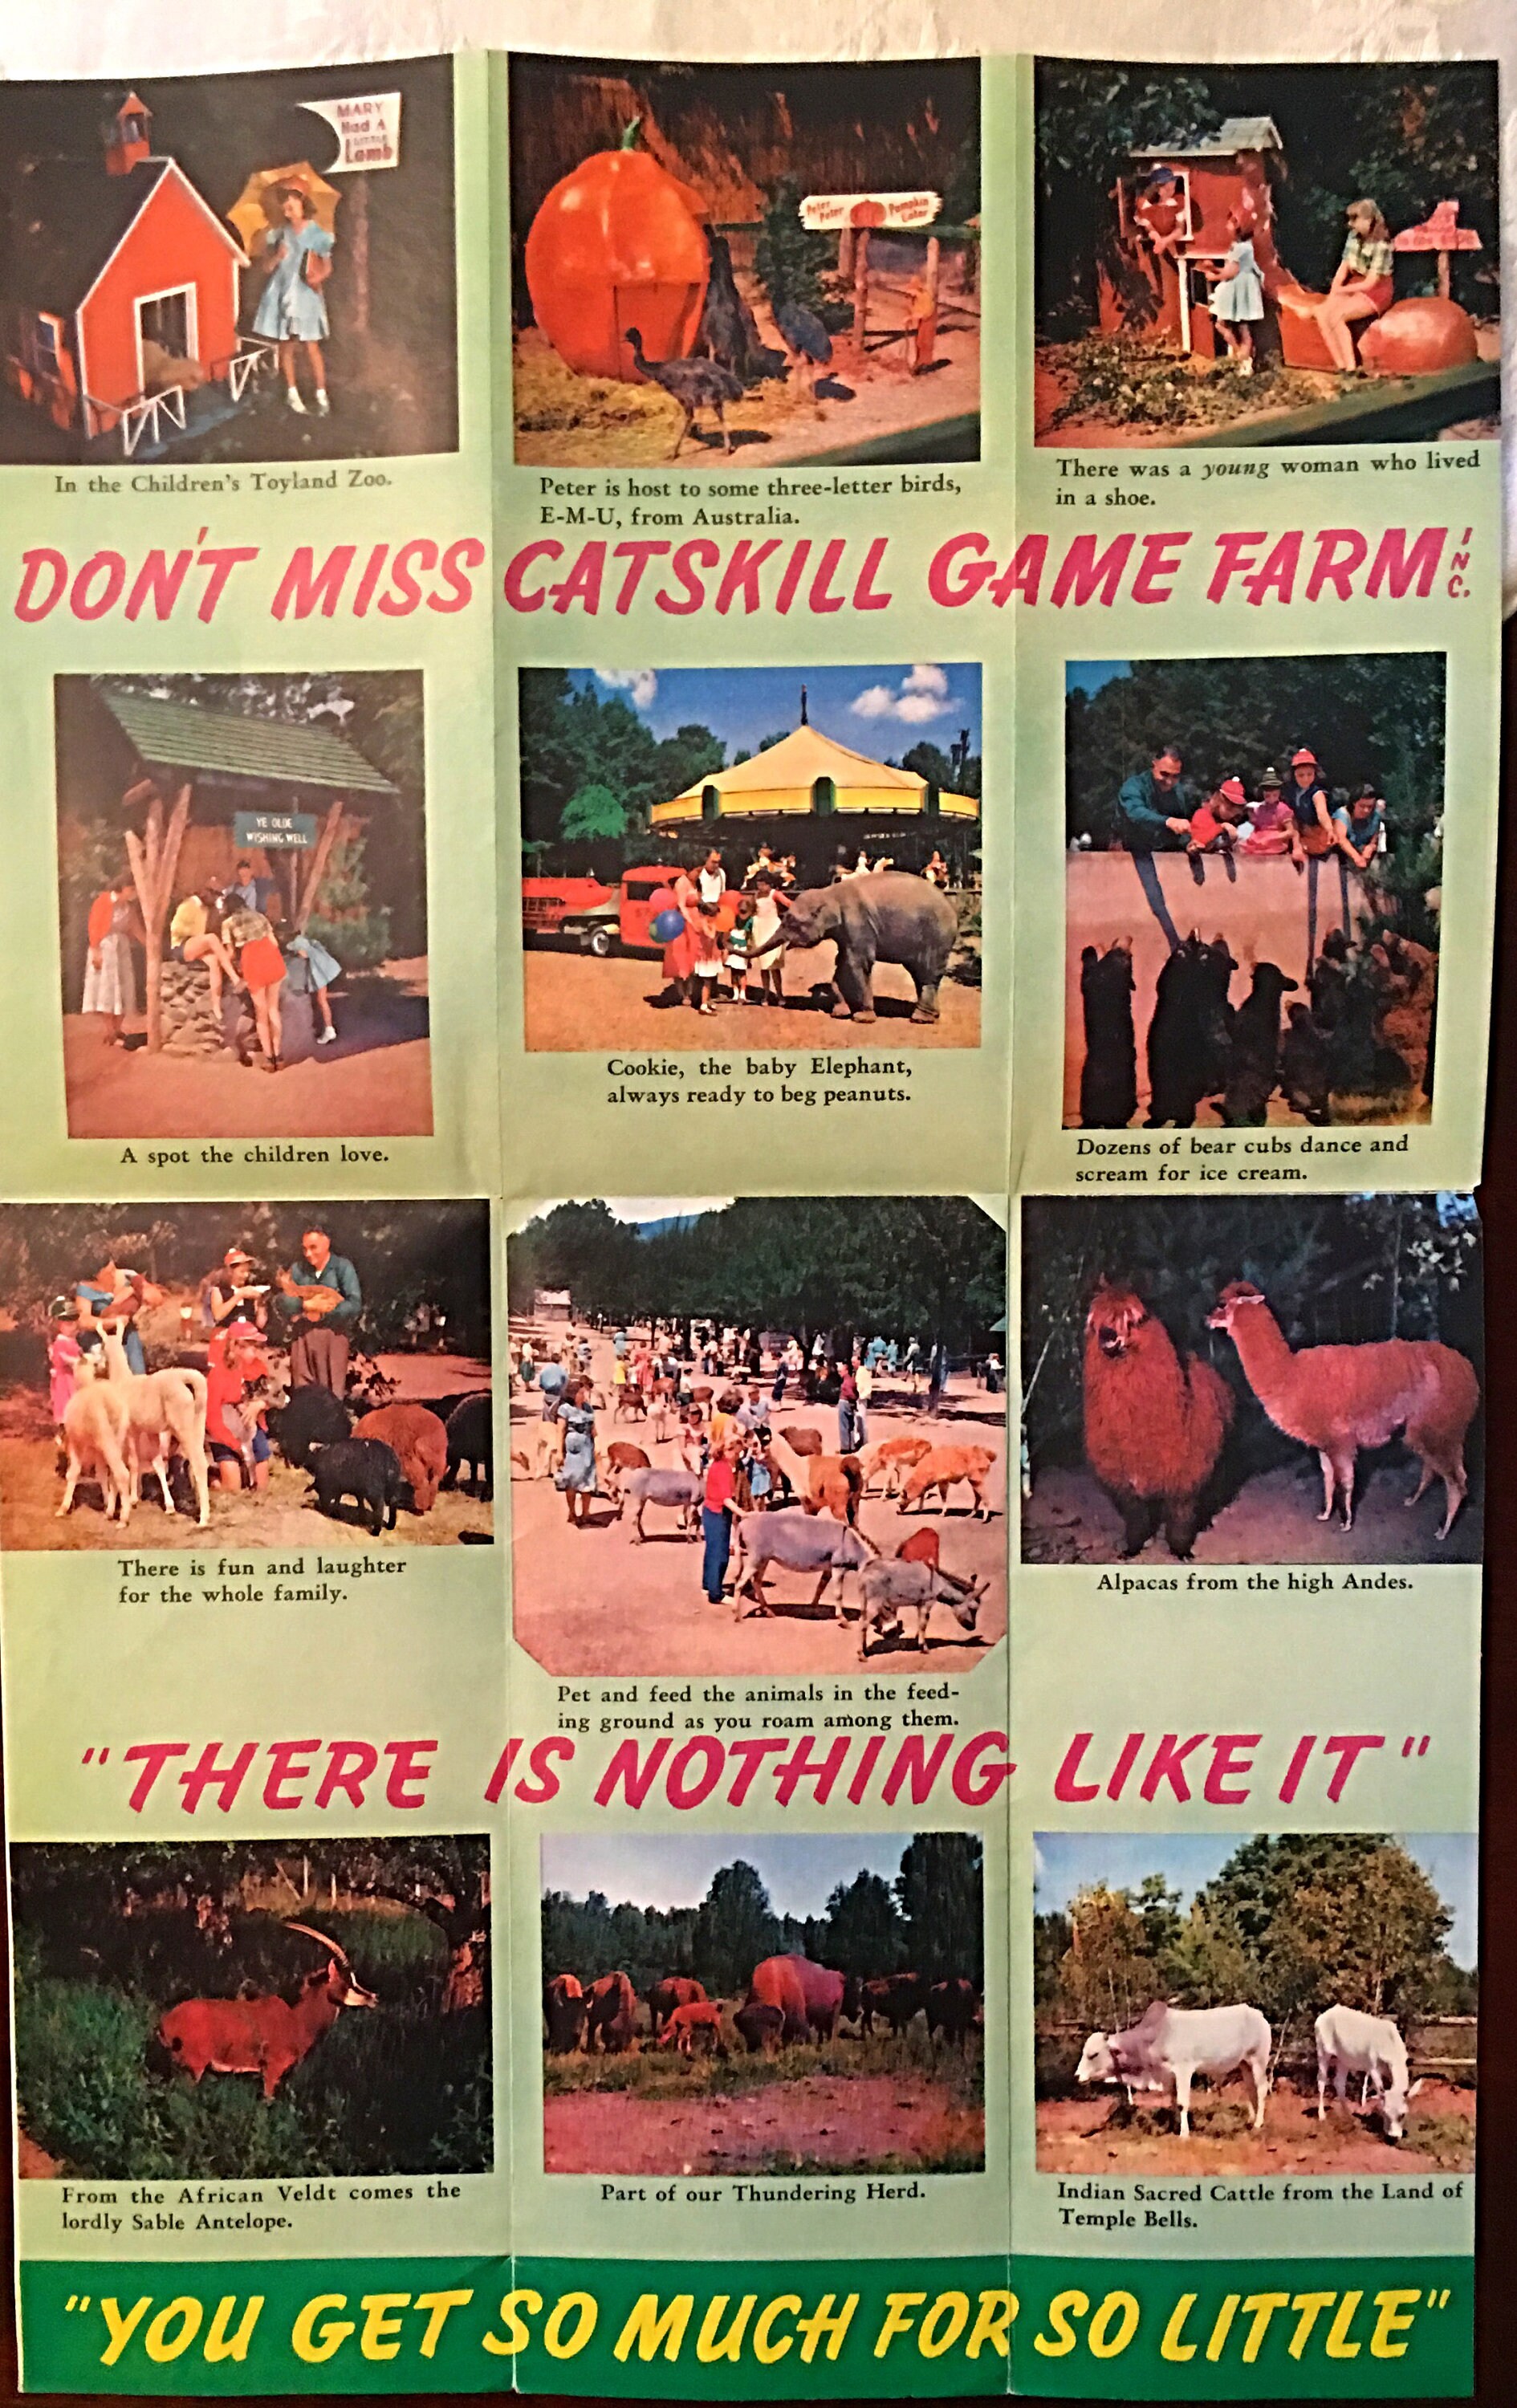 MARY
Had A
LITTLE
Lamb
Peter Pumpkin
Peter Eater
In the Children's Toyland Zoo.
Peter is host to some three-letter birds,
E-M-U, from Australia.
There was a young woman who lived
in a shoe.
DON'T MISS CATSKILL GAME FARM INC.
YE OLDE
WISHING WELL
A spot the children love.
Cookie, the baby Elephant,
always ready to beg peanuts.
Dozens of bear cubs dance and
scream for ice cream.
There is fun and laughter
for the whole family.
Pet and feed the animals in the feed-
ing ground as you roam among them.
Alpacas from the high Andes.
"THERE IS NOTHING LIKE IT"
From the African Veldt comes the
lordly Sable Antelope.
Part of our Thundering Herd.
Indian Sacred Cattle from the Land of
Temple Bells.
"YOU GET SO MUCH FOR SO LITTLE"